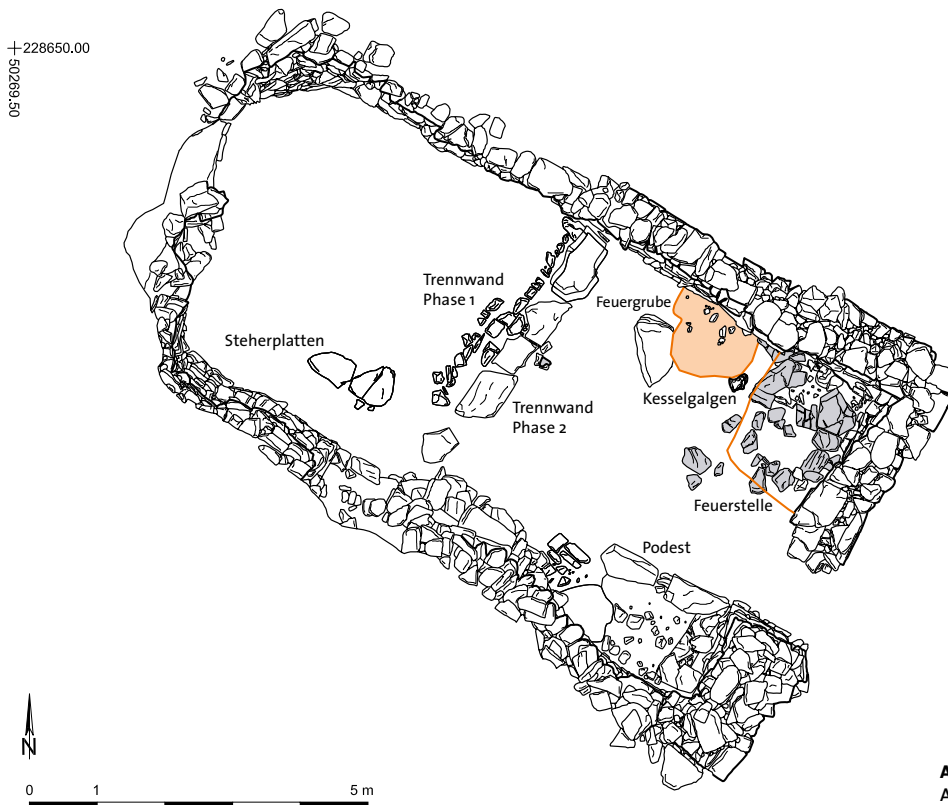 228650.00
50269.50
Trennwand
Phase 1
Feuergrube
Steherplatten
Kesselgalgen
Trennwand
Phase 2
Feuerstelle
Podest
N
0 1 5 m
A
A